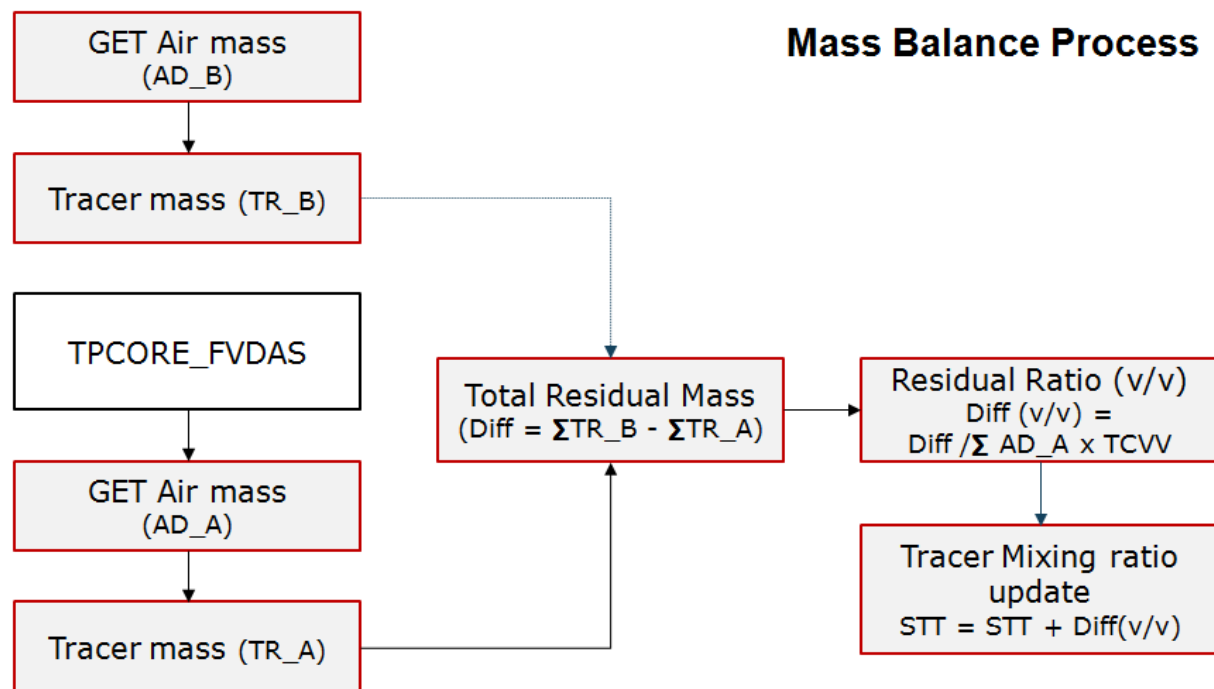 Mass Balance Process
GET Air mass
(AD_B)
Tracer mass (TR_B)
TPCORE_FVDAS
GET Air mass
(AD_A)
Tracer mass (TR_A)
Total Residual Mass
(Diff = ΣTR_B - ΣTR_A)
Residual Ratio (v/v)
Diff (v/v) =
Diff /Σ AD_A x TCVV
Tracer Mixing ratio
update
STT = STT + Diff(v/v)